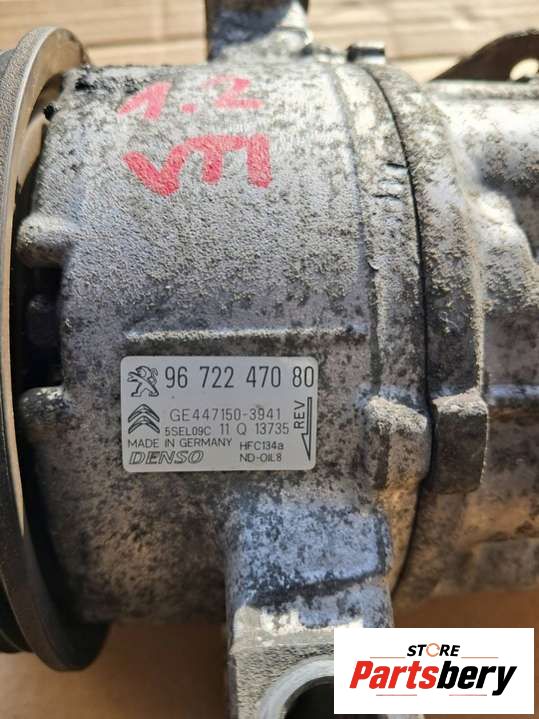 1.2
VTI
96 722 470 80
GE447150-3941
5SEL09C 11 Q 13735
MADE IN GERMANY HFC134a
DENSO ND-OIL8
REV
STORE
Partsbery